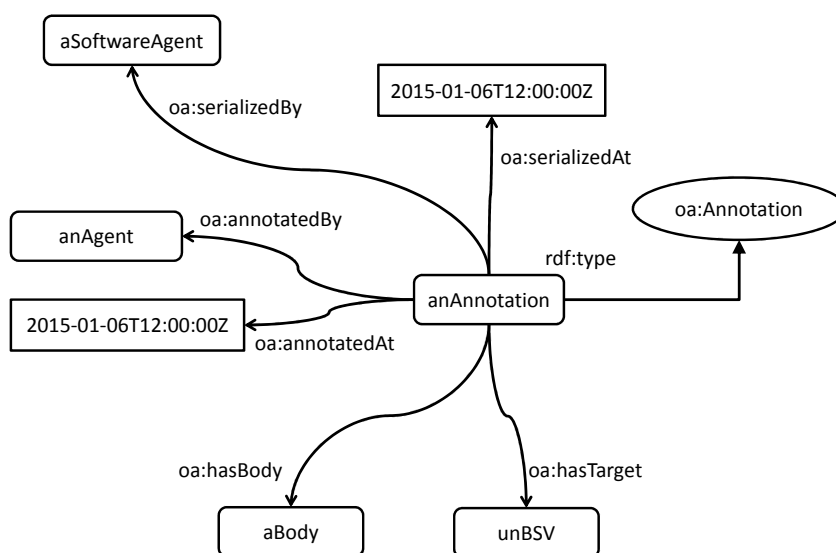 aSoftwareAgent
2015-01-06T12:00:00Z
oa:serializedBy
oa:serializedAt
oa:Annotation
oa:annotatedBy
anAgent
rdf:type
anAnnotation
2015-01-06T12:00:00Z
oa:annotatedAt
oa:hasBody
oa:hasTarget
aBody
unBSV